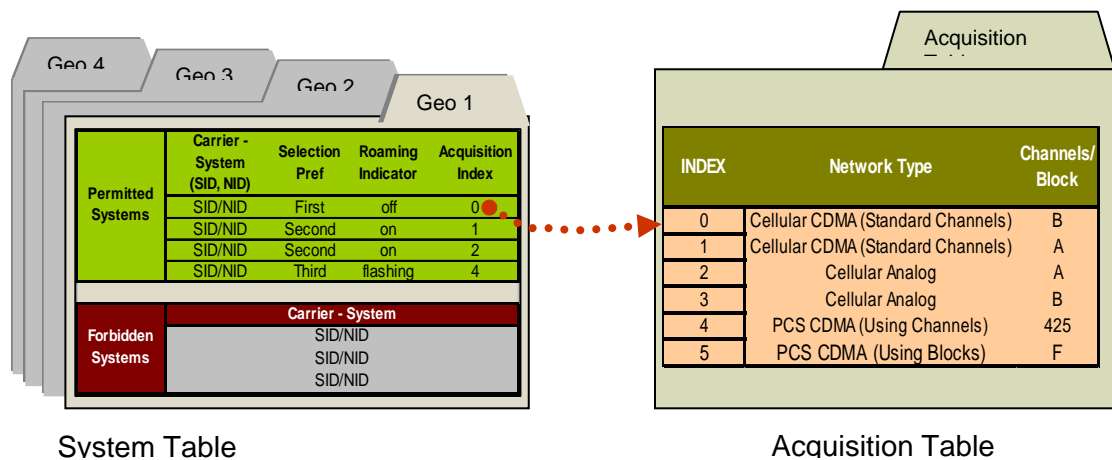 Geo 4
Geo 3
Geo 2
Geo 1
Permitted Systems
Carrier - System (SID, NID)
Selection Pref
Roaming Indicator
Acquisition Index
SID/NID First off 0
SID/NID Second on 1
SID/NID Second on 2
SID/NID Third flashing 4
Forbidden Systems
Carrier - System
SID/NID
SID/NID
SID/NID
System Table
Acquisition
INDEX Network Type Channels/ Block
0 Cellular CDMA (Standard Channels) B
1 Cellular CDMA (Standard Channels) A
2 Cellular Analog A
3 Cellular Analog B
4 PCS CDMA (Using Channels) 425
5 PCS CDMA (Using Blocks) F
Acquisition Table